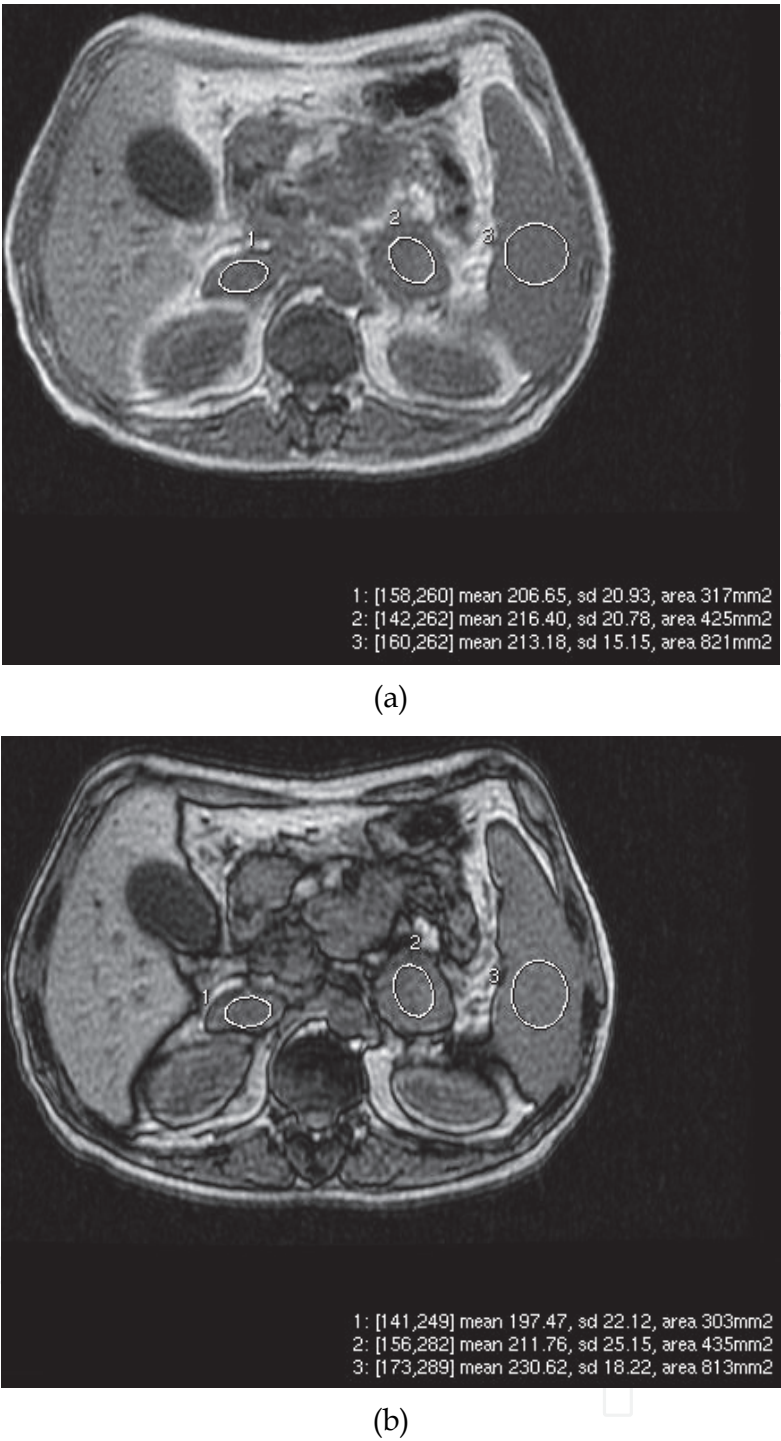 1
2
3
1: [158,260] mean 206.65, sd 20.93, area 317mm2
2: [142,262] mean 216.40, sd 20.78, area 425mm2
3: [160,262] mean 213.18, sd 15.15, area 821mm2
(a)
2
3
1
1: [141,249] mean 197.47, sd 22.12, area 303mm2
2: [156,282] mean 211.76, sd 25.15, area 435mm2
3: [173,289] mean 230.62, sd 18.22, area 813mm2
(b)